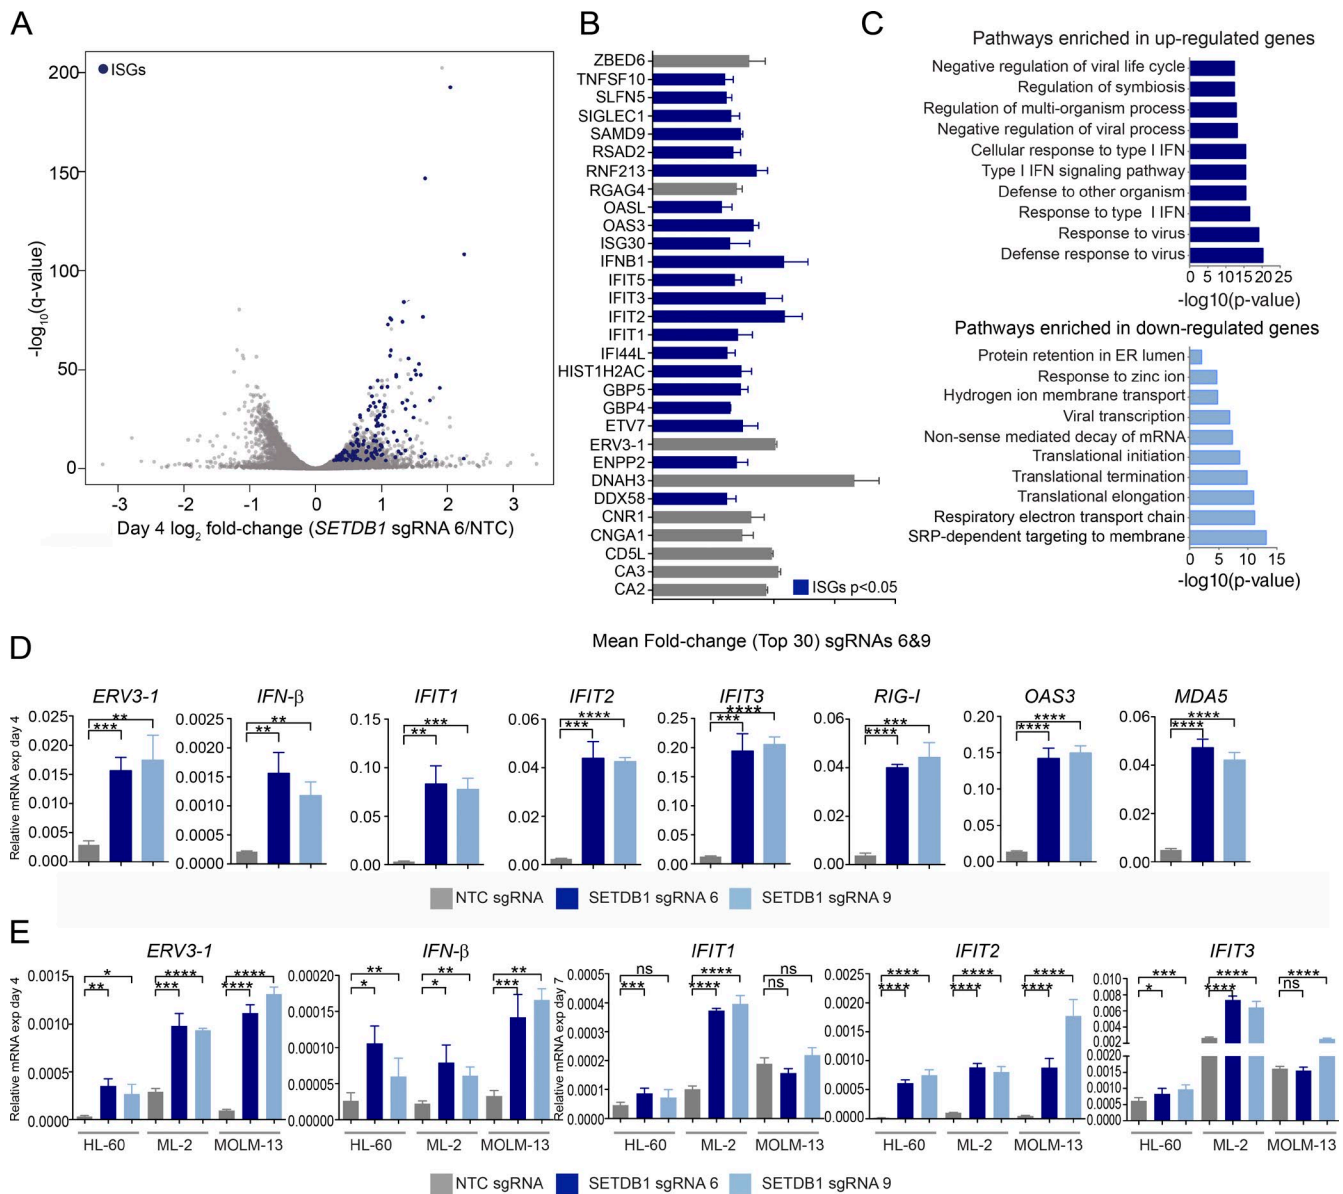 A
ISGs
200
150
100
50
0
-log10(q-value)
-3 -2 -1 0 1 2 3
Day 4 log2 fold-change (SETDB1 sgRNA 6/NTC)
B
ZBED6
TNFSF10
SLFN5
SIGLEC1
SAMD9
RSAD2
RNF213
RGAG4
OASL
OAS3
ISG30
IFNB1
IFIT5
IFIT3
IFIT2
IFIT1
IFI44L
HIST1H2AC
GBP5
GBP4
ETV7
ERV3-1
ENPP2
DNAH3
DDX58
CNR1
CNGA1
CD5L
CA3
CA2
ISGs p<0.05
Mean Fold-change (Top 30) sgRNAs 6&9
C
Pathways enriched in up-regulated genes
Negative regulation of viral life cycle
Regulation of symbiosis
Regulation of multi-organism process
Negative regulation of viral process
Cellular response to type I IFN
Type I IFN signaling pathway
Defense to other organism
Response to type I IFN
Response to virus
Defense response to virus
0 5 10 15 20 25
-log10(p-value)
Pathways enriched in down-regulated genes
Protein retention in ER lumen
Response to zinc ion
Hydrogen ion membrane transport
Viral transcription
Non-sense mediated decay of mRNA
Translational initiation
Translational termination
Translational elongation
Respiratory electron transport chain
SRP-dependent targeting to membrane
0 5 10 15
-log10(p-value)
D
Relative mRNA exp day 4
ERV3-1
0.025
0.020
0.015
0.010
0.005
0.000
**
***
IFN-β
0.0025
0.0020
0.0015
0.0010
0.0005
0.0000
**
**
IFIT1
0.15
0.10
0.05
0.00
***
**
IFIT2
0.06
0.04
0.02
0.00
****
***
IFIT3
0.25
0.20
0.15
0.10
0.05
0.00
****
***
RIG-I
0.06
0.04
0.02
0.00
***
****
OAS3
0.20
0.15
0.10
0.05
0.00
****
****
MDA5
0.06
0.04
0.02
0.00
****
****
NTC sgRNA SETDB1 sgRNA 6 SETDB1 sgRNA 9
E
Relative mRNA exp day 4
ERV3-1
0.0015
0.0010
0.0005
0.0000
* **** ****
** *** ****
HL-60 ML-2 MOLM-13
IFN-β
0.00020
0.00015
0.00010
0.00005
0.00000
** ** **
* * ***
HL-60 ML-2 MOLM-13
Relative mRNA exp day 7
IFIT1
0.0005
0.0004
0.0003
0.0002
0.0001
0.0000
ns **** ns
*** **** ns
HL-60 ML-2 MOLM-13
IFIT2
0.0025
0.0020
0.0015
0.0010
0.0005
0.0000
**** **** ****
**** **** ****
HL-60 ML-2 MOLM-13
IFIT3
0.010
0.008
0.006
0.004
0.002
0.0020
0.0015
0.0010
0.0005
0.0000
*** **** ****
* **** ns
HL-60 ML-2 MOLM-13
NTC sgRNA SETDB1 sgRNA 6 SETDB1 sgRNA 9